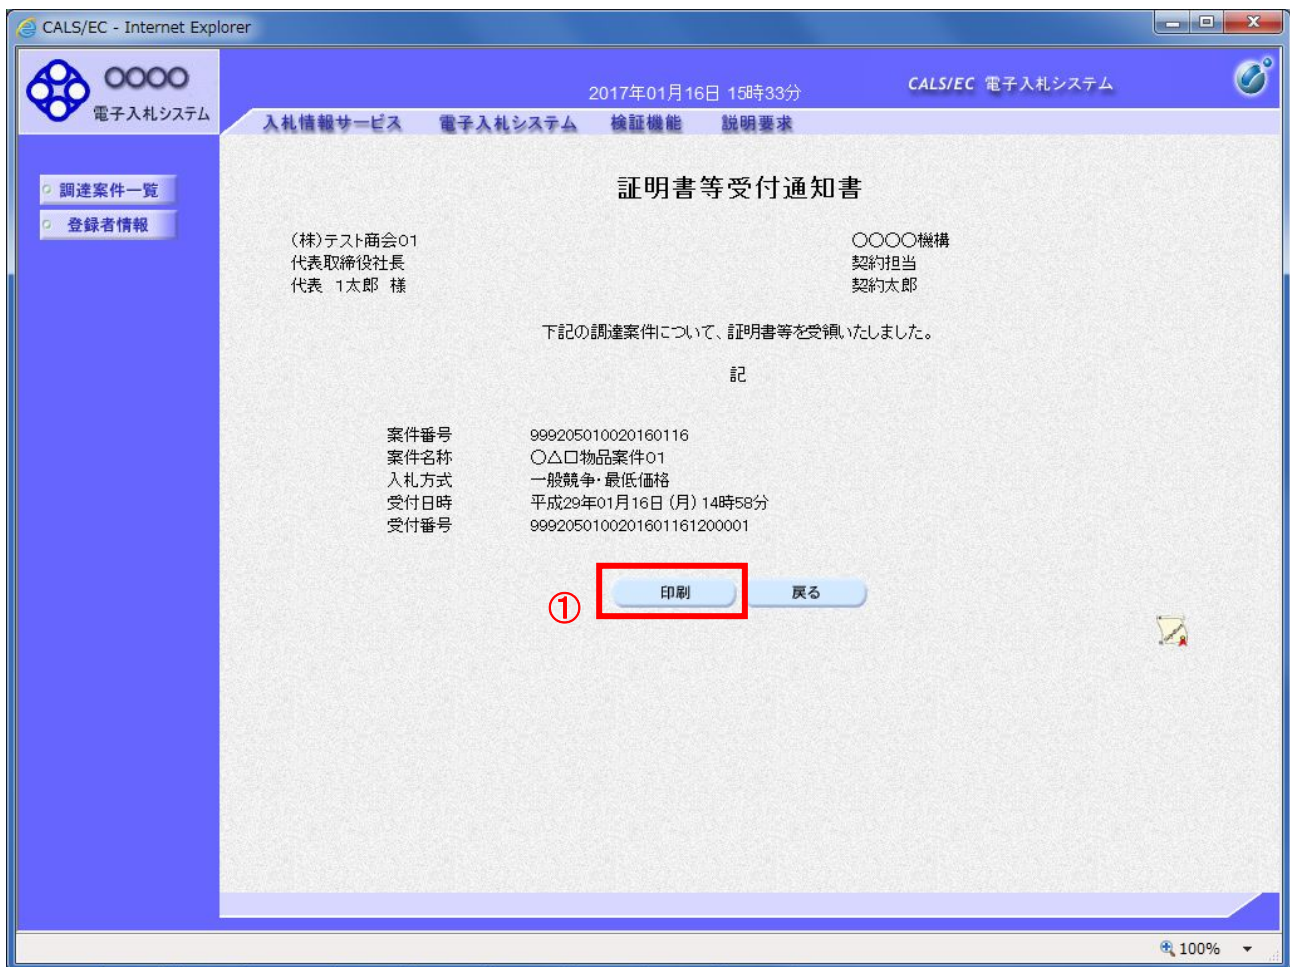 CALS/EC - Internet Explorer
〇〇〇〇
電子入札システム
2017年01月16日 15時33分
CALS/EC 電子入札システム
入札情報サービス 電子入札システム 検証機能 説明要求
調達案件一覧
登録者情報
証明書等受付通知書
(株)テスト商会01
代表取締役社長
代表 1太郎 様
〇〇〇〇機構
契約担当
契約太郎
下記の調達案件について、証明書等を受領いたしました。
記
案件番号 999205010020160116
案件名称 〇△口物品案件01
入札方式 一般競争・最低価格
受付日時 平成29年01月16日(月)14時58分
受付番号 9992050100201601161200001
①
印刷 戻る
100%